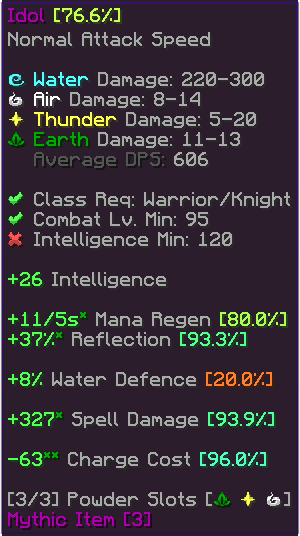 Idol [76.6%]
Normal Attack Speed
Water Damage: 220-300
Air Damage: 8-14
Thunder Damage: 5-20
Earth Damage: 11-13
Average DPS: 606
✔ Class Req: Warrior/Knight
✔ Combat Lv. Min: 95
✖ Intelligence Min: 120
+26 Intelligence
+11/5s* Mana Regen [80.0%]
+37%* Reflection [93.3%]
+8% Water Defence [20.0%]
+327* Spell Damage [93.9%]
-63** Charge Cost [96.0%]
[3/3] Powder Slots [ ✦ ]
Mythic Item [3]